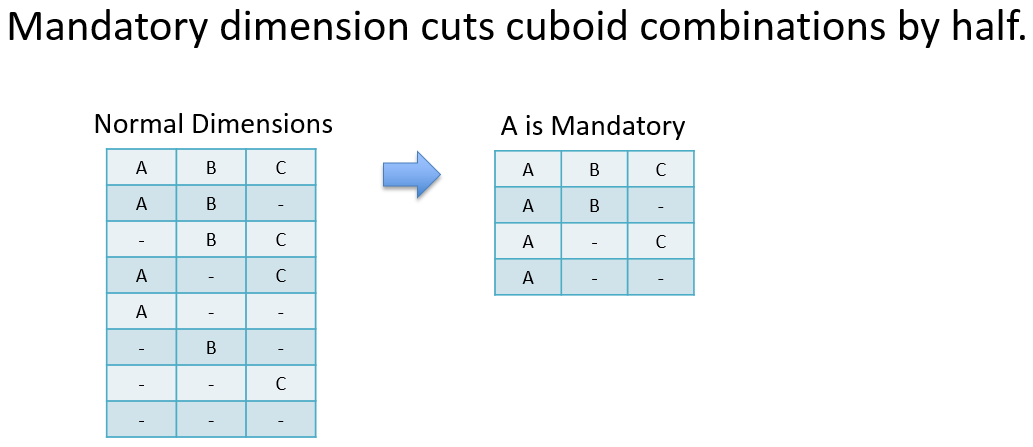 Mandatory dimension cuts cuboid combinations by half.
Normal Dimensions
A B C
A B -
- B C
A - C
A - -
- B -
- - C
- - -
A is Mandatory
A B C
A B -
A - C
A - -